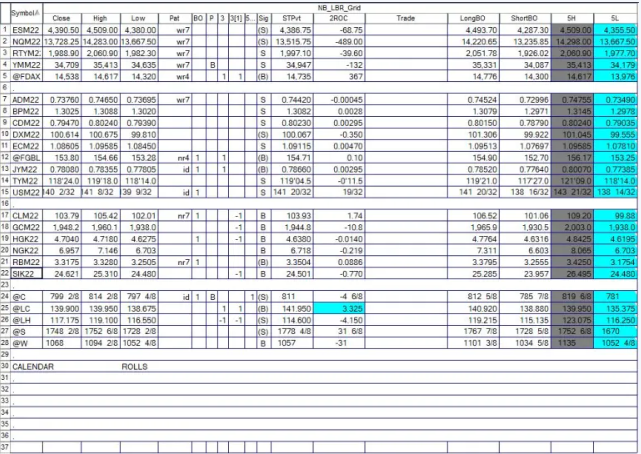 NB_LBR_Grid
SymbolA Close High Low Pat BO P 3 3[1] 5... Sig STPvt 2ROC Trade LongBO ShortBO 5H 5L
1 ESM22 4,390.50 4,509.00 4,380.00 wr7 (S) 4,386.75 -68.75 4,493.70 4,287.30 4,509.00 4,355.50
2 NQM22 13,728.25 14,283.00 13,667.50 wr7 (S) 13,515.75 -489.00 14,220.65 13,235.85 14,298.00 13,667.50
3 RTYM2: 1,988.90 2,060.90 1,982.30 wr7 (S) 1,997.10 -39.60 2,051.78 1,926.02 2,060.90 1,977.70
4 YMM22 34,709 35,413 34,635 wr7 B S 34,947 -132 35,331 34,087 35,413 34,179
5 @FDAX 14,538 14,617 14,320 wr4 1 1 (B) 14,735 367 14,776 14,300 14,617 13,976
6 .
7 ADM22 0.73760 0.74650 0.73695 wr7 S 0.74420 -0.00045 0.74524 0.72996 0.74755 0.73490
8 BPM22 1.3025 1.3088 1.3020 S 1.3082 0.0028 1.3079 1.2971 1.3145 1.2978
9 CDM22 0.79470 0.80240 0.79390 S 0.80230 0.00295 0.80150 0.78790 0.80240 0.79035
10 DXM22 100.614 100.675 99.810 (S) 100.067 -0.350 101.306 99.922 101.045 99.555
11 ECM22 1.08605 1.09585 1.08450 S 1.09115 0.00470 1.09513 1.07697 1.09585 1.07810
12 @FGBL 153.80 154.66 153.28 nr4 1 1 (B) 154.71 0.10 154.90 152.70 156.17 153.25
13 JYM22 0.78080 0.78355 0.77805 id 1 1 (B) 0.78660 0.00295 0.78520 0.77640 0.80070 0.77385
14 TYM22 118'24.0 119'18.0 118'14.0 S 119'04.5 -0'11.5 119'21.0 117'27.0 121'09.0 118'14.0
15 USM22 140 2/32 141 8/32 139 9/32 id 1 S 141 20/32 19/32 141 20/32 138 16/32 143 21/32 138 14/32
16 .
17 CLM22 103.79 105.42 102.01 nr7 1 -1 B 103.93 1.74 106.52 101.06 109.20 99.88
18 GCM22 1,948.2 1,960.1 1,938.0 -1 B 1,944.8 -10.8 1,965.9 1,930.5 2,003.0 1,938.0
19 HGK22 4.7040 4.7180 4.6275 1 -1 B 4.6380 -0.0140 4.7764 4.6316 4.8425 4.6195
20 NGK22 6.957 7.146 6.703 B 6.718 -0.219 7.311 6.603 8.065 6.703
21 RBM22 3.3175 3.3280 3.2505 nr7 1 (B) 3.3504 0.0886 3.3795 3.2555 3.4250 3.1754
22 SIK22 24.621 25.310 24.480 -1 B 24.501 -0.770 25.285 23.957 26.495 24.480
23 .
24 @C 799 2/8 814 2/8 797 4/8 id 1 B 1 (S) 811 -4 6/8 812 5/8 785 7/8 819 6/8 781
25 @LC 139.900 140.950 138.675 1 1 (B) 141.950 3.325 140.920 138.880 139.950 135.375
26 @LH 117.175 119.100 116.550 -1 -1 (S) 114.600 -4.150 119.215 115.135 123.075 116.250
27 @S 1748 2/8 1752 6/8 1728 2/8 (S) 1778 4/8 31 6/8 1767 7/8 1728 5/8 1752 6/8 1670
28 @W 1068 1094 2/8 1052 4/8 B 1057 -31 1101 3/8 1034 5/8 1135 1052 4/8
29 .
30 CALENDAR ROLLS
31 .
32 .
33 .
34 .
35 .
36 .
37